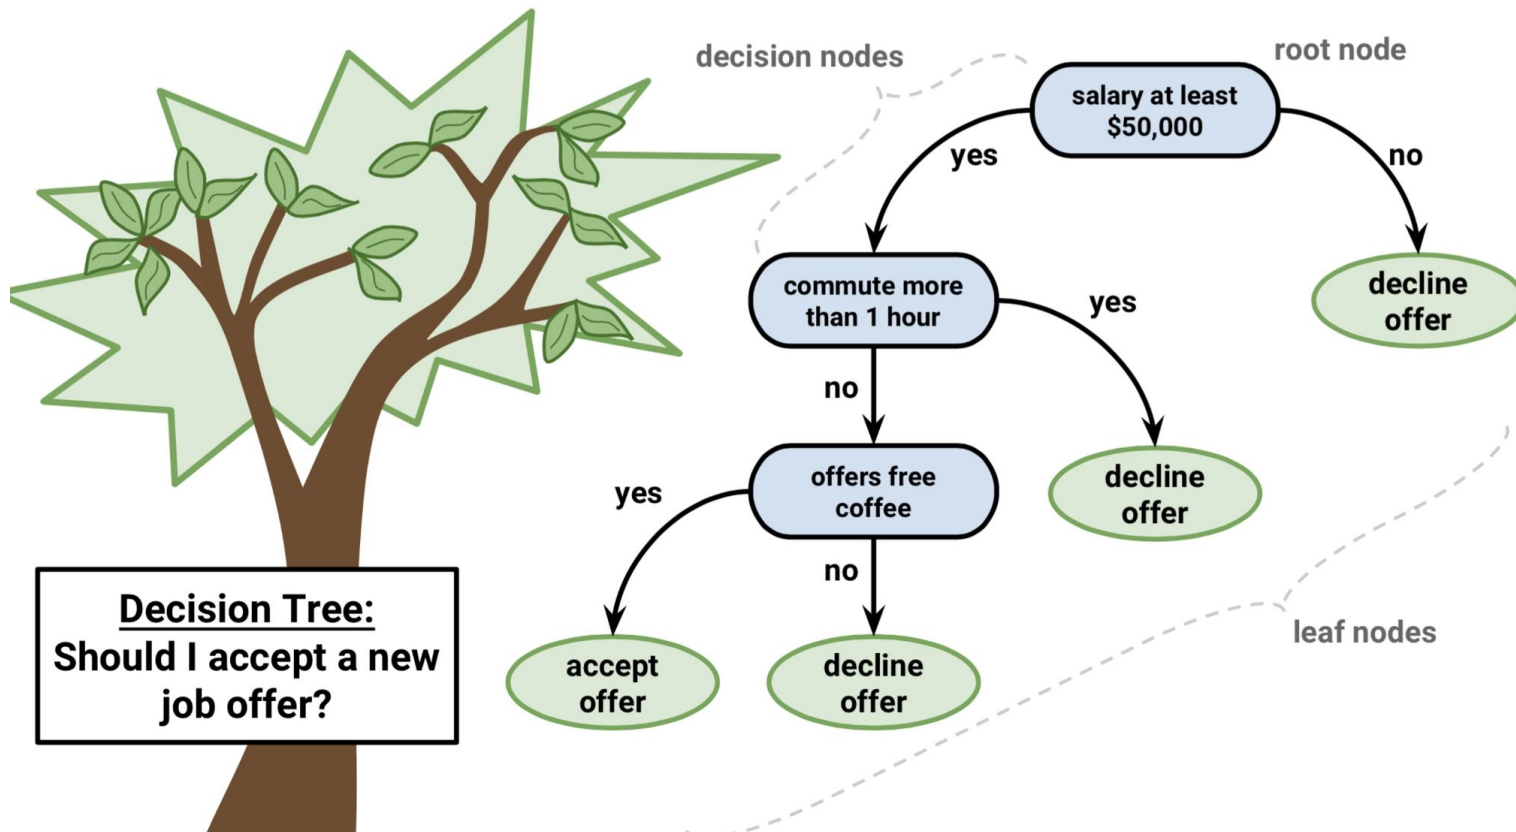 decision nodes
root node
salary at least
$50,000
yes
no
commute more
than 1 hour
yes
decline
offer
no
offers free
coffee
decline
offer
yes
no
leaf nodes
accept
offer
decline
offer
Decision Tree:
Should I accept a new
job offer?